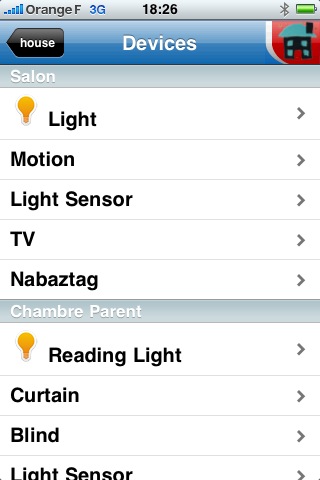 Orange F 3G 18:26
house Devices
Salon
Light
Motion
Light Sensor
TV
Nabaztag
Chambre Parent
Reading Light
Curtain
Blind
Light Sensor